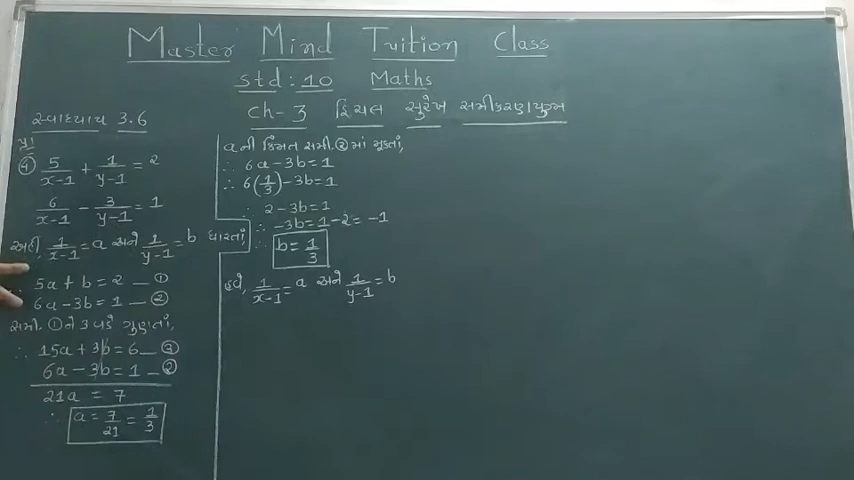 Master Mind Tuition Class
std : 10 Maths
ch- 3 દ્વિચલ સુરેખ સમીકરણયુગ્મ
સ્વાધ્યાય 3.6
પ્ર
④ 5/(x-1) + 1/(y-1) = 2
6/(x-1) - 3/(y-1) = 1
અહીં, 1/(x-1) = a અને 1/(y-1) = b ધારતાં,
∴ 5a + b = 2 — ①
6a - 3b = 1 — ②
સમી. ① ને 3 વડે ગુણતાં,
∴ 15a + 3b = 6 — ③
6a - 3b = 1 — ②
21a = 7
∴ a = 7/21 = 1/3
a ની કિંમત સમી. ② માં મૂકતાં,
∴ 6a - 3b = 1
∴ 6(1/3) - 3b = 1
∴ 2 - 3b = 1
∴ -3b = 1 - 2 = -1
∴ b = 1/3
હવે, 1/(x-1) = a અને 1/(y-1) = b